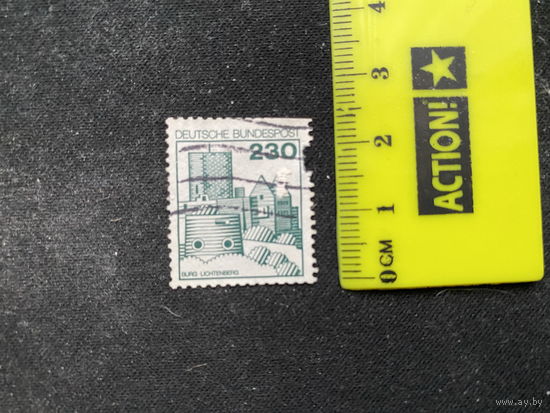 DEUTSCHE BUNDESPOST
230
BURG LICHTENBERG
ACTION!
0 CM 1 2 3 4
www.ay.by